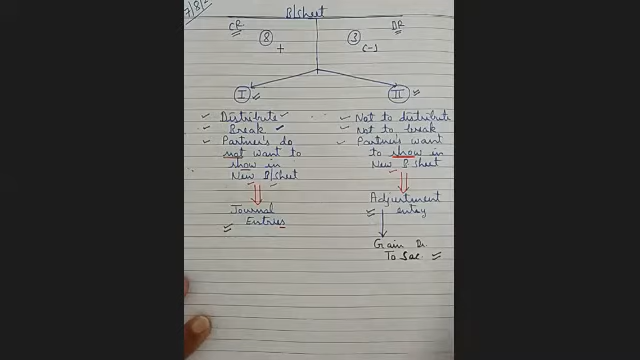 7/8/
B/Sheet
CR. DR
8 3
+ (-)
I II
Distribute
Break
Partner's do
not want to
show in
New B/Sheet
Journal
Entries
Not to distribute
Not to break
Partner's want
to show in
New B.Sheet
Adjustment
entry
Gain Dr
To Sac